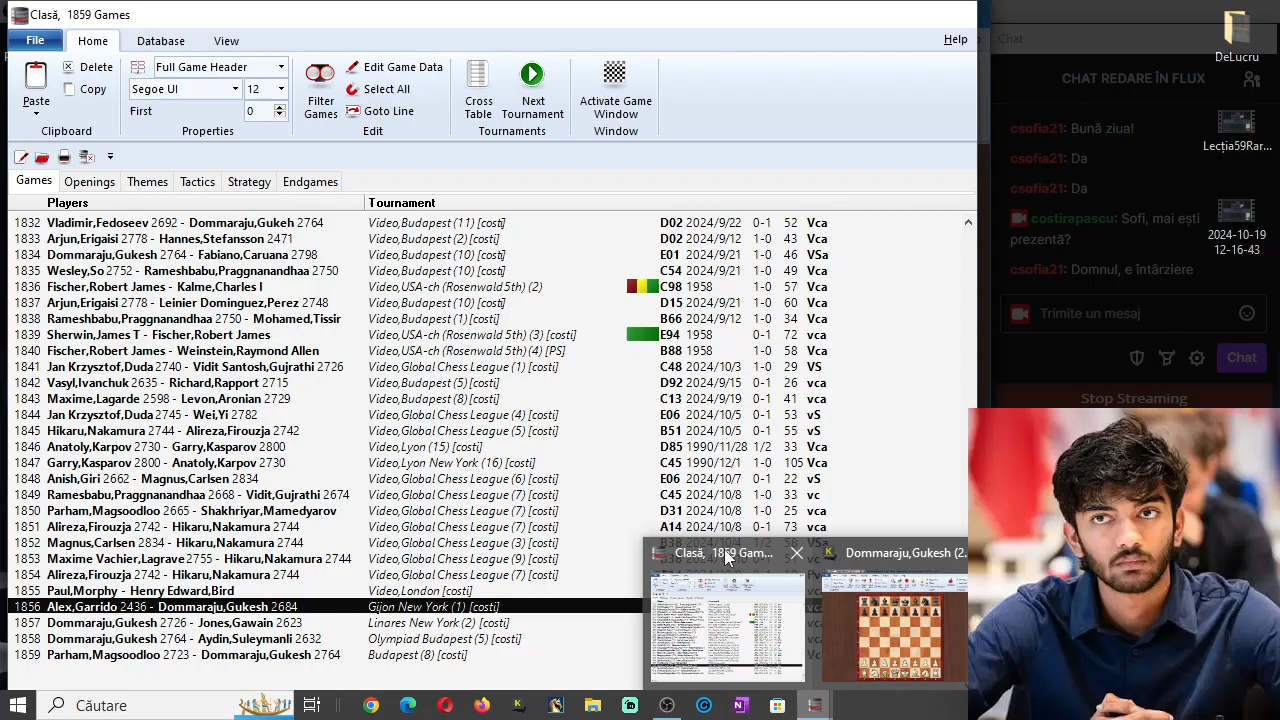 Clasă, 1859 Games
File Home Database View Help
Paste
Delete
Copy
Clipboard
Full Game Header
Segoe UI 12
First 0
Properties
Filter Games
Edit Game Data
Select All
Goto Line
Edit
Cross Table
Next Tournament
Tournaments
Activate Game Window
Window
Games Openings Themes Tactics Strategy Endgames
Players Tournament
1832 Vladimir,Fedoseev 2692 - Dommaraju,Gukeh 2764 Video,Budapest (11) [costi] D02 2024/9/22 0-1 52 Vca
1833 Arjun,Erigaisi 2778 - Hannes,Stefansson 2471 Video,Budapest (2) [costi] D02 2024/9/12 1-0 43 Vca
1834 Dommaraju,Gukesh 2764 - Fabiano,Caruana 2798 Video,Budapest (10) [costi] E01 2024/9/21 1-0 46 VSa
1835 Wesley,So 2752 - Rameshbabu,Praggnanandhaa 2750 Video,Budapest (10) [costi] C54 2024/9/21 1-0 49 Vca
1836 Fischer,Robert James - Kalme,Charles I Video,USA-ch (Rosenwald 5th) (2) C98 1958 1-0 57 Vca
1837 Arjun,Erigaisi 2778 - Leinier Dominguez,Perez 2748 Video,Budapest (10) [costi] D15 2024/9/21 1-0 60 Vca
1838 Rameshbabu,Praggnanandhaa 2750 - Mohamed,Tissir Video,Budapest (1) [costi] B66 2024/9/12 1-0 34 Vca
1839 Sherwin,James T - Fischer,Robert James Video,USA-ch (Rosenwald 5th) (3) [costi] E94 1958 0-1 72 vca
1840 Fischer,Robert James - Weinstein,Raymond Allen Video,USA-ch (Rosenwald 5th) (4) [PS] B88 1958 1-0 58 Vca
1841 Jan Krzysztof,Duda 2740 - Vidit Santosh,Gujrathi 2726 Video,Global Chess League (1) [costi] C48 2024/10/3 1-0 29 VS
1842 Vasyl,Ivanchuk 2635 - Richard,Rapport 2715 Video,Budapest (5) [costi] D92 2024/9/15 0-1 26 vca
1843 Maxime,Lagarde 2598 - Levon,Aronian 2729 Video,Budapest (8) [costi] C13 2024/9/19 0-1 41 vca
1844 Jan Krzysztof,Duda 2745 - Wei,Yi 2782 Video,Global Chess League (4) [costi] E06 2024/10/5 0-1 53 vS
1845 Hikaru,Nakamura 2744 - Alireza,Firouzja 2742 Video,Global Chess League (5) [costi] B51 2024/10/5 0-1 55 vS
1846 Anatoly,Karpov 2730 - Garry,Kasparov 2800 Video,Lyon (15) [costi] D85 1990/11/28 1/2 33 Vca
1847 Garry,Kasparov 2800 - Anatoly,Karpov 2730 Video,Lyon New York (16) [costi] C45 1990/12/1 1-0 105 Vca
1848 Anish,Giri 2662 - Magnus,Carlsen 2834 Video,Global Chess League (6) [costi] E06 2024/10/7 0-1 22 vS
1849 Ramesbabu,Praggnanandhaa 2668 - Vidit,Gujrathi 2674 Video,Global Chess League (7) [costi] C45 2024/10/8 1-0 33 vc
1850 Parham,Magsoodloo 2665 - Shakhriyar,Mamedyarov Video,Global Chess League (7) [costi] D31 2024/10/8 1-0 25 vca
1851 Alireza,Firouzja 2742 - Hikaru,Nakamura 2744 Video,Global Chess League (7) [costi] A14 2024/10/8 0-1 73 vca
1852 Magnus,Carlsen 2834 - Alireza,Firouzja 2742 Video,Global Chess League (3) [costi]
1853 Maxime Vachier,Lagrave 2753 - Hikaru,Nakamura 2744 Video,Global Chess League (9) [costi]
1854 Alireza,Firouzja 2742 - Hikaru,Nakamura 2744 Video,Global Chess League (7) [costi]
1855 Paul,Morphy - Henry Edward,Bird Video,London [costi]
1856 Alex,Garrido 2436 - Dommaraju,Gukesh 2684 Gijon New York (1) [costi]
1857 Dommaraju,Gukesh 2726 - Jones,Gawain 2625 Linares New York (2) [costi]
1858 Dommaraju,Gukesh 2764 - Aydin,Suleymanli 2632 Olympiad Budapest (5) [costi]
1859 Parham,Magsoodloo 2723 - Dommaraju,Gukesh 2764 Budapest (8) [costi]
Clasă, 1859 Gam...
Dommaraju,Gukesh (2...
Căutare
Chat
CHAT REDARE ÎN FLUX
csofia21: Bună ziua!
csofia21: Da
csofia21: Da
costirapascu: Sofi, mai ești
prezentă?
csofia21: Domnul, e întârziere
Trimite un mesaj
Chat
Stop Streaming
DeLucru
Lecția59Rar...
2024-10-19
12-16-43